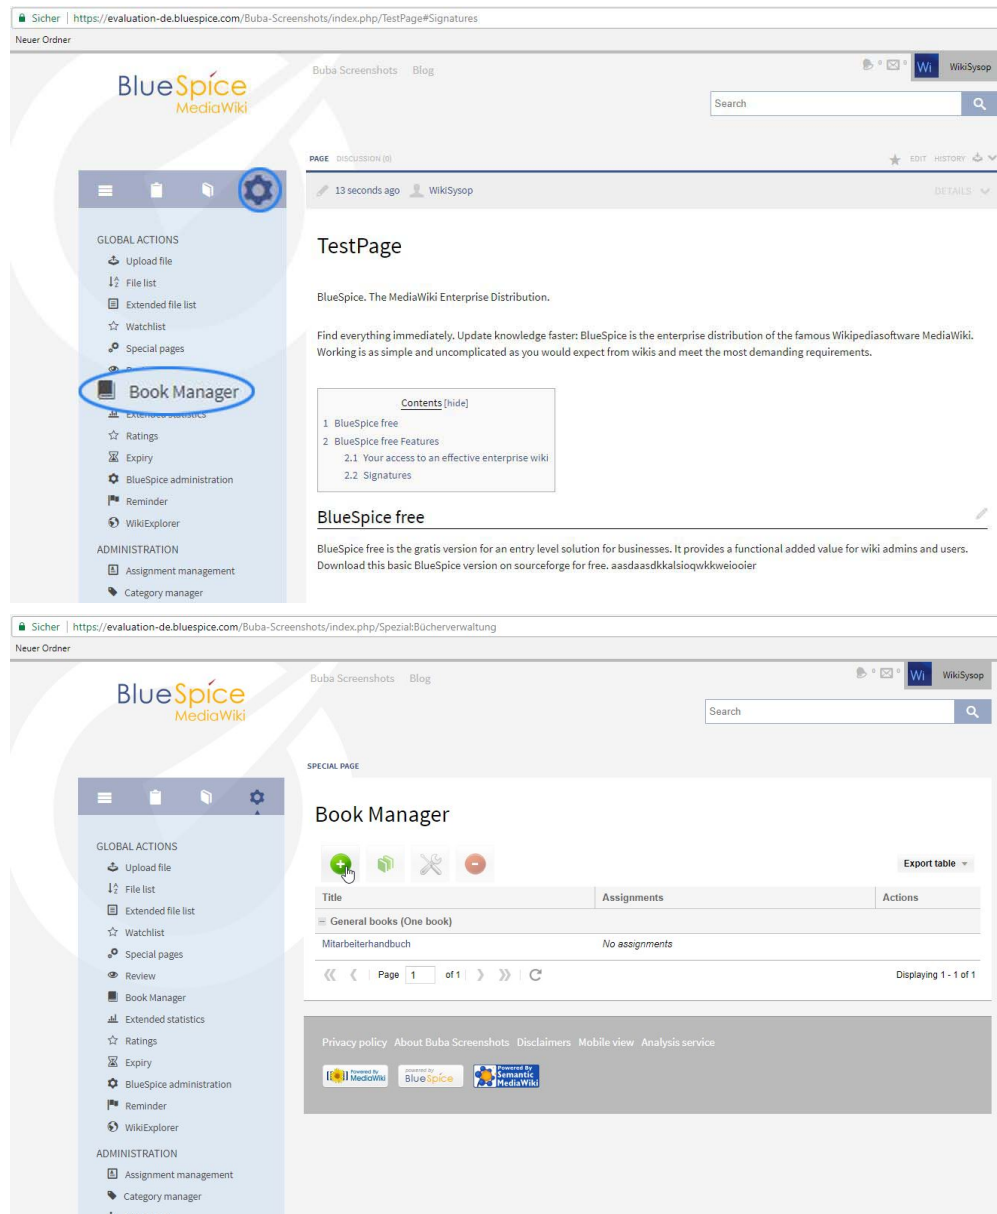 Sicher | https://evaluation-de.bluespice.com/Buba-Screenshots/index.php/TestPage#Signatures
Neuer Ordner
BlueSpice
MediaWiki
Buba Screenshots Blog
0 0 Wi WikiSysop
Search
PAGE DISCUSSION (0)
EDIT HISTORY
13 seconds ago WikiSysop
DETAILS
GLOBAL ACTIONS
Upload file
File list
Extended file list
Watchlist
Special pages
Book Manager
Extended statistics
Ratings
Expiry
BlueSpice administration
Reminder
WikiExplorer
ADMINISTRATION
Assignment management
Category manager
TestPage
BlueSpice. The MediaWiki Enterprise Distribution.
Find everything immediately. Update knowledge faster: BlueSpice is the enterprise distribution of the famous Wikipediasoftware MediaWiki.
Working is as simple and uncomplicated as you would expect from wikis and meet the most demanding requirements.
Contents [hide]
1 BlueSpice free
2 BlueSpice free Features
2.1 Your access to an effective enterprise wiki
2.2 Signatures
BlueSpice free
BlueSpice free is the gratis version for an entry level solution for businesses. It provides a functional added value for wiki admins and users.
Download this basic BlueSpice version on sourceforge for free. aasdaasdkkalsioqwkkweiooier
Sicher | https://evaluation-de.bluespice.com/Buba-Screenshots/index.php/Spezial:Bücherverwaltung
Neuer Ordner
BlueSpice
MediaWiki
Buba Screenshots Blog
0 0 Wi WikiSysop
Search
SPECIAL PAGE
GLOBAL ACTIONS
Upload file
File list
Extended file list
Watchlist
Special pages
Review
Book Manager
Extended statistics
Ratings
Expiry
BlueSpice administration
Reminder
WikiExplorer
ADMINISTRATION
Assignment management
Category manager
Book Manager
Export table
Title Assignments Actions
General books (One book)
Mitarbeiterhandbuch No assignments
Page 1 of 1
Displaying 1 - 1 of 1
Privacy policy About Buba Screenshots Disclaimers Mobile view Analysis service
Powered By
MediaWiki
powered by
BlueSpice
Powered By
Semantic
MediaWiki